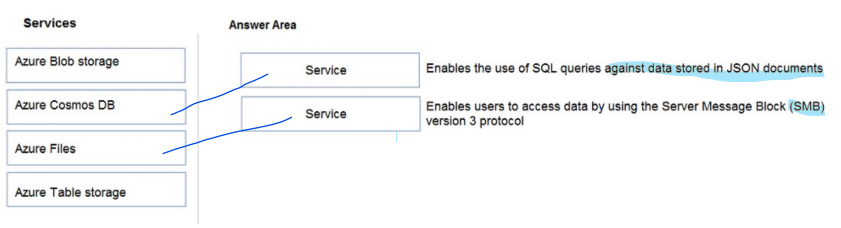 Services
Answer Area
Azure Blob storage
Azure Cosmos DB
Azure Files
Azure Table storage
Service
Enables the use of SQL queries against data stored in JSON documents
Service
Enables users to access data by using the Server Message Block (SMB)
version 3 protocol